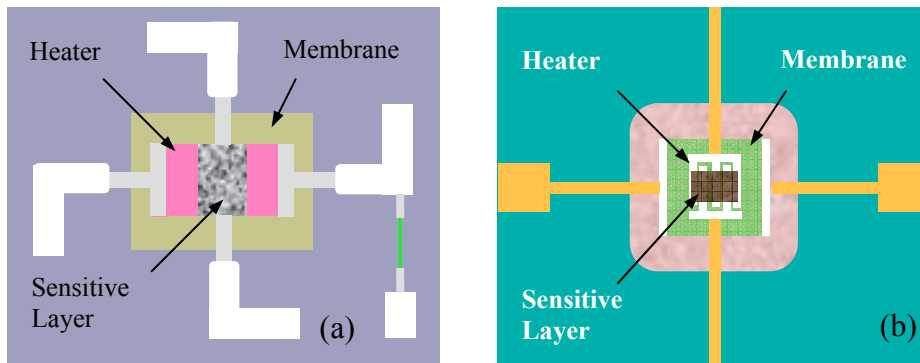 Heater
Membrane
Sensitive
Layer
(a)
Heater
Membrane
Sensitive
Layer
(b)